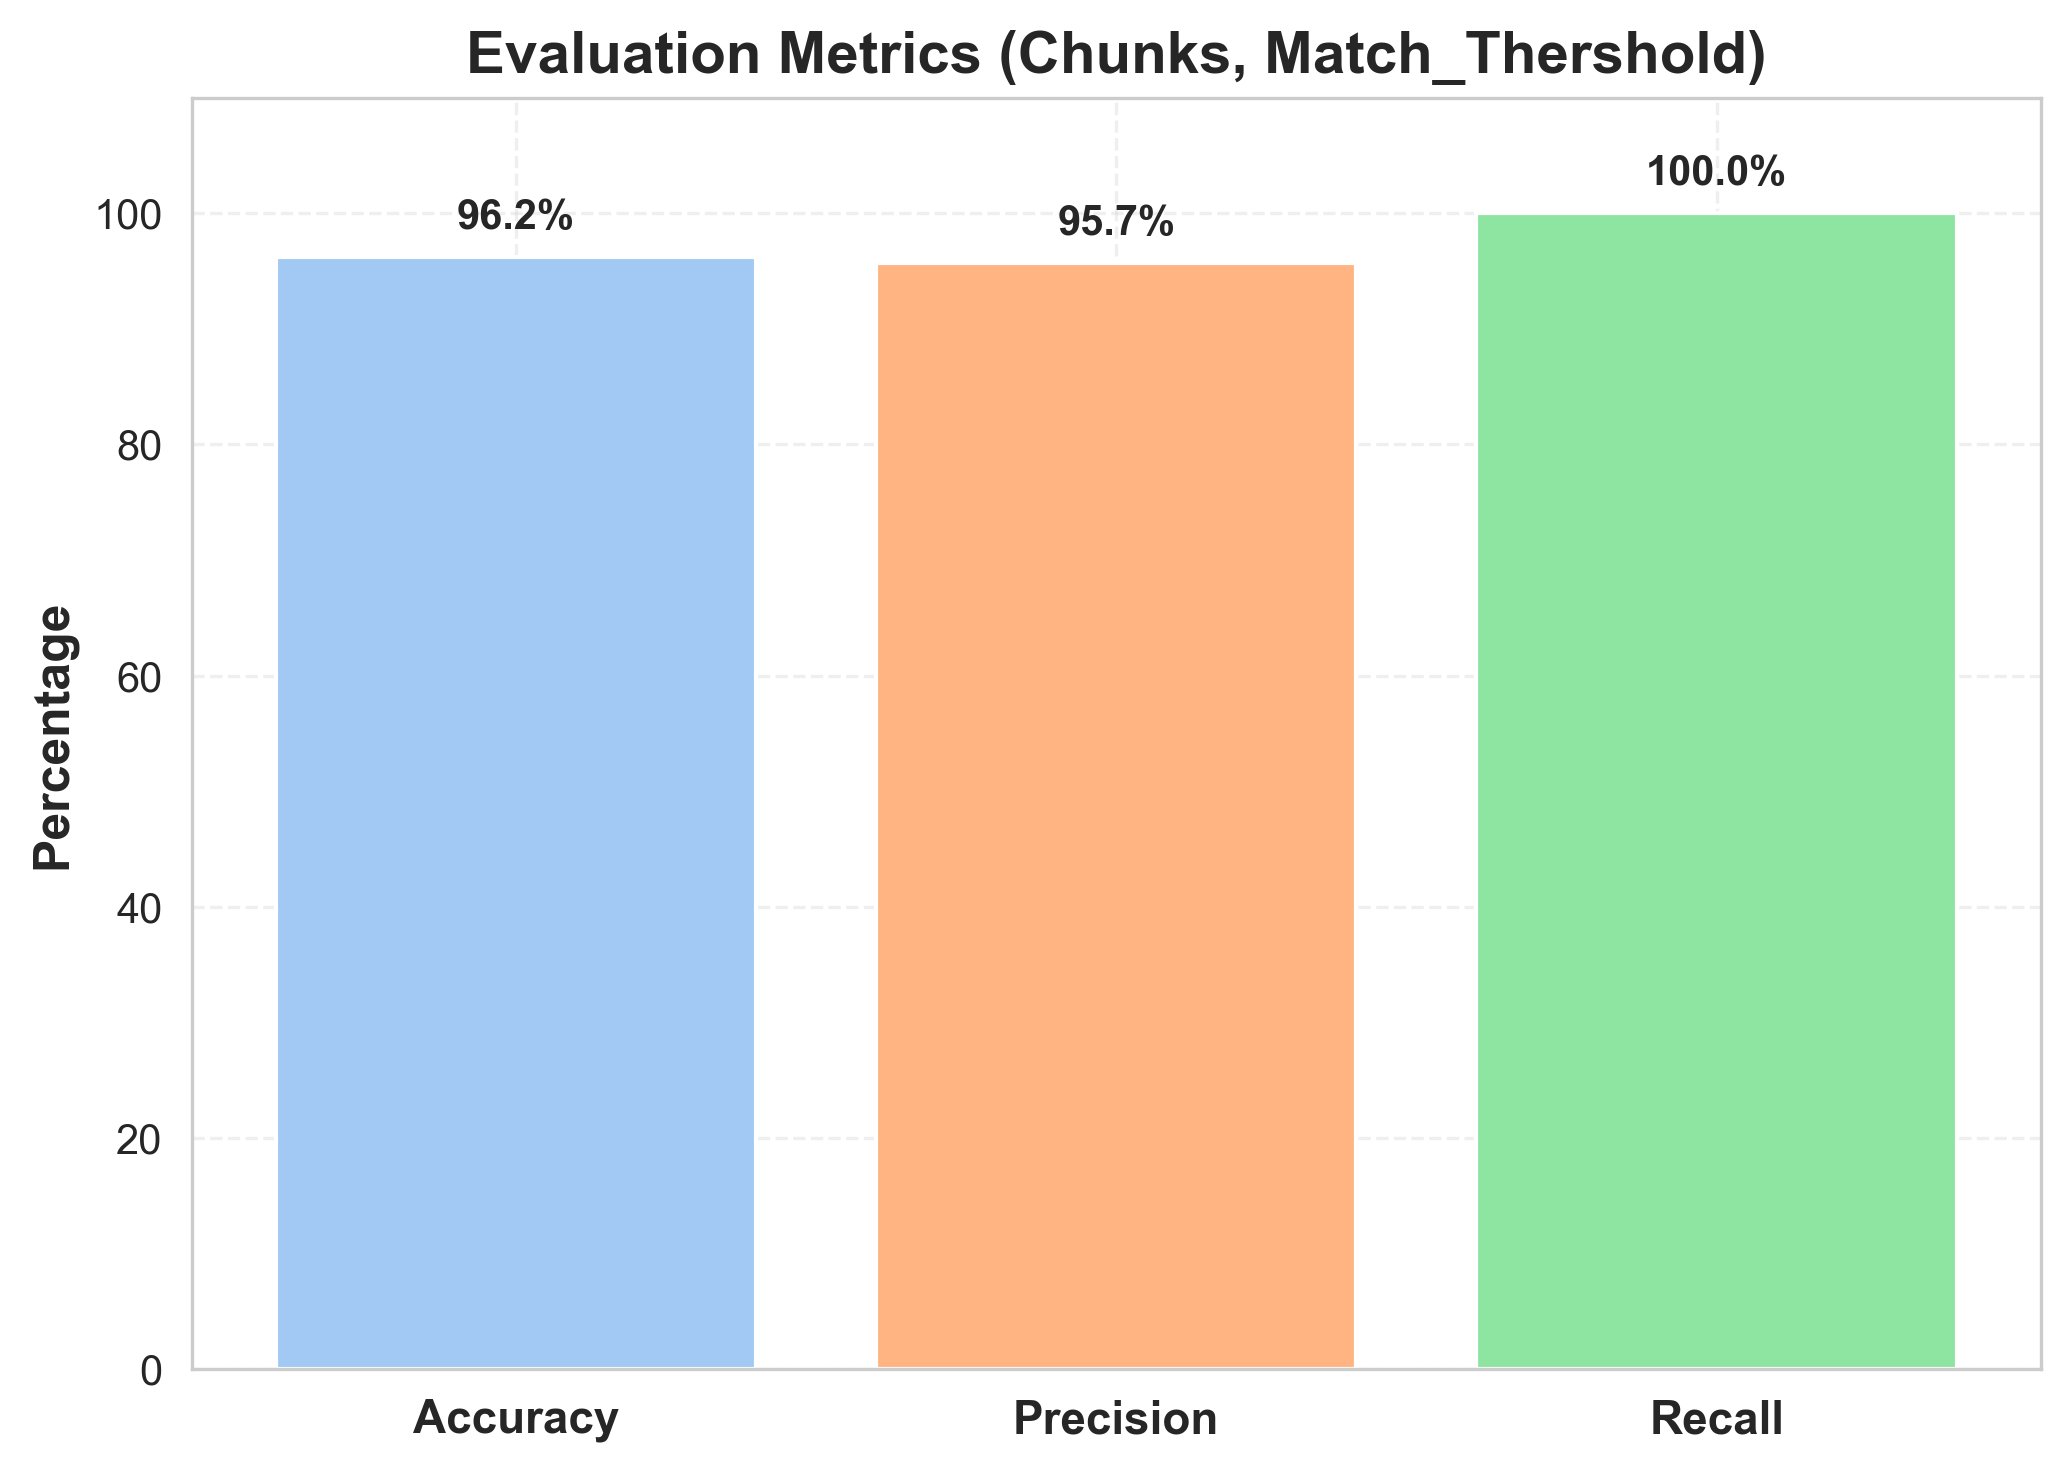 Evaluation Metrics (Chunks, Match_Thershold)
96.2%
95.7%
100.0%
100
80
60
40
20
0
Percentage
Accuracy
Precision
Recall